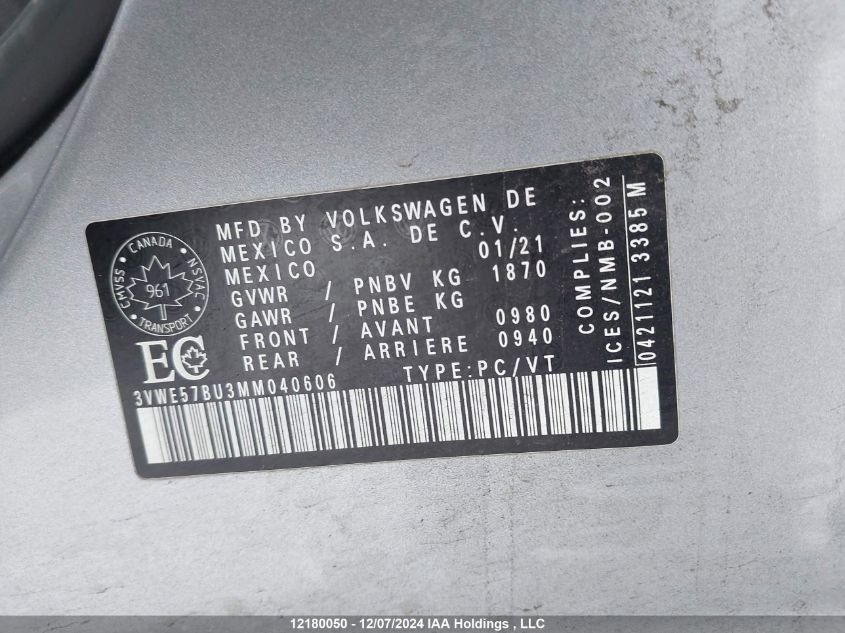 MFD BY VOLKSWAGEN DE
MEXICO S.A. DE C.V.
MEXICO 01/21
GVWR / PNBV KG 1870
GAWR / PNBE KG
FRONT / AVANT 0980
REAR / ARRIERE 0940
TYPE:PC/VT
COMPLIES:
ICES/NMB-002
0421121 3385 M
CANADA
CMVSS
NSVAC
961
TRANSPORT
EC
3VWE57BU3MM040606
12180050 - 12/07/2024 IAA Holdings , LLC